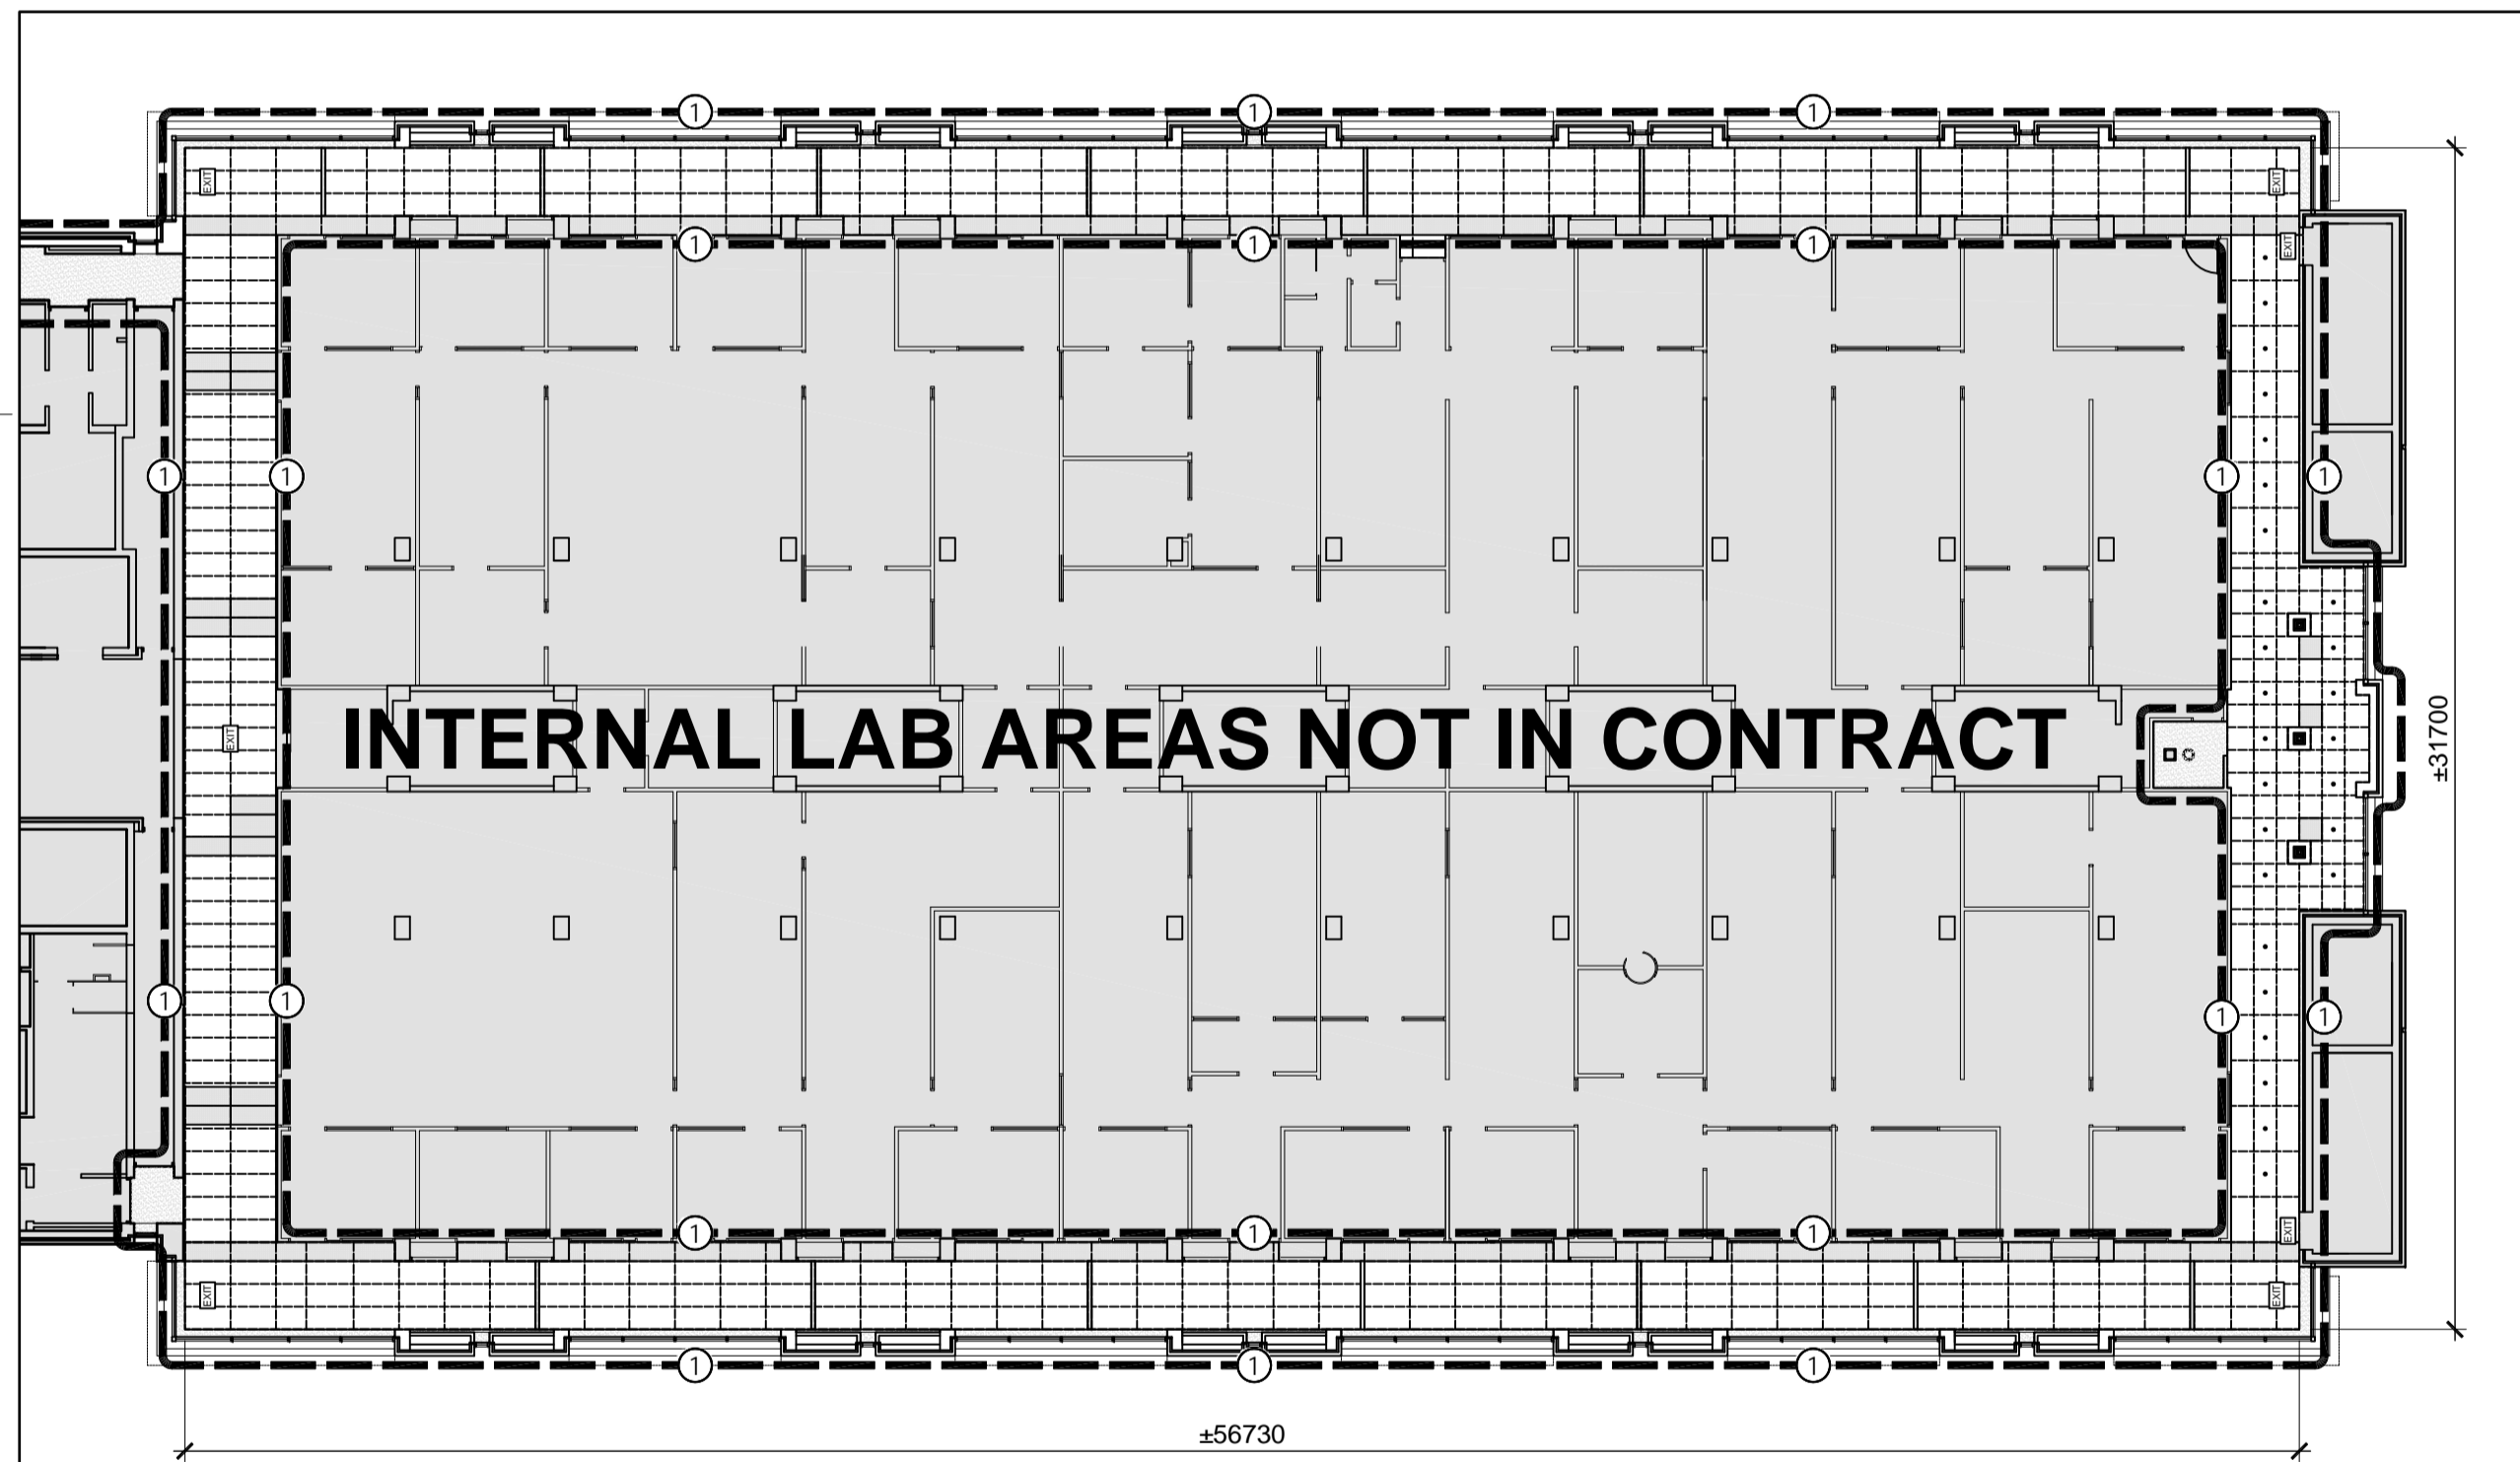 1 1 1
EXIT EXIT
1 1 1
EXIT
1 1 1 1
INTERNAL LAB AREAS NOT IN CONTRACT
EXIT
±31700
1 1 1 1
1 1 1
EXIT
EXIT EXIT
1 1 1
±56730